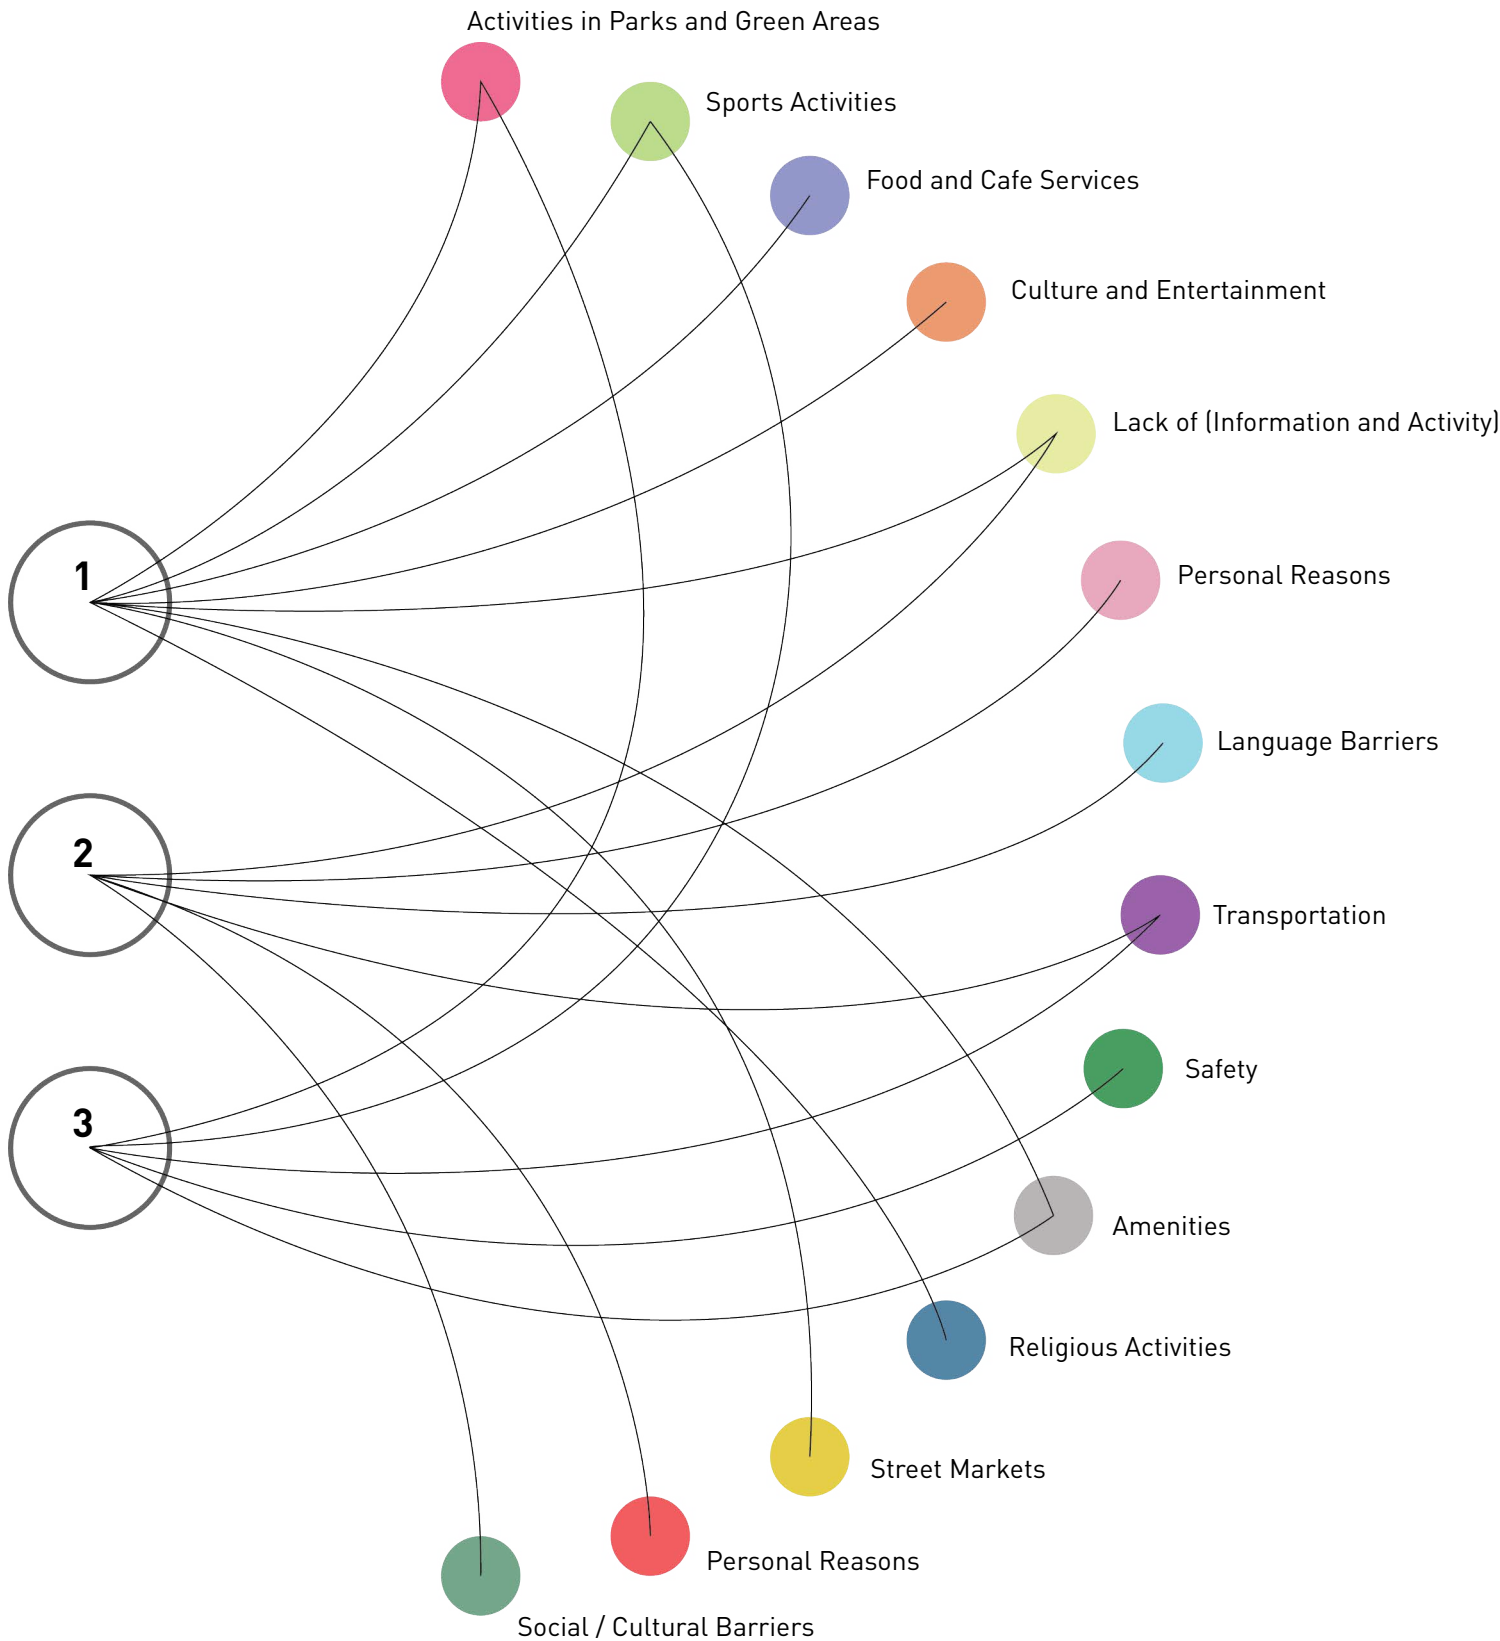 Activities in Parks and Green Areas
Sports Activities
Food and Cafe Services
Culture and Entertainment
Lack of (Information and Activity)
1
Personal Reasons
Language Barriers
2
Transportation
Safety
3
Amenities
Religious Activities
Street Markets
Personal Reasons
Social / Cultural Barriers